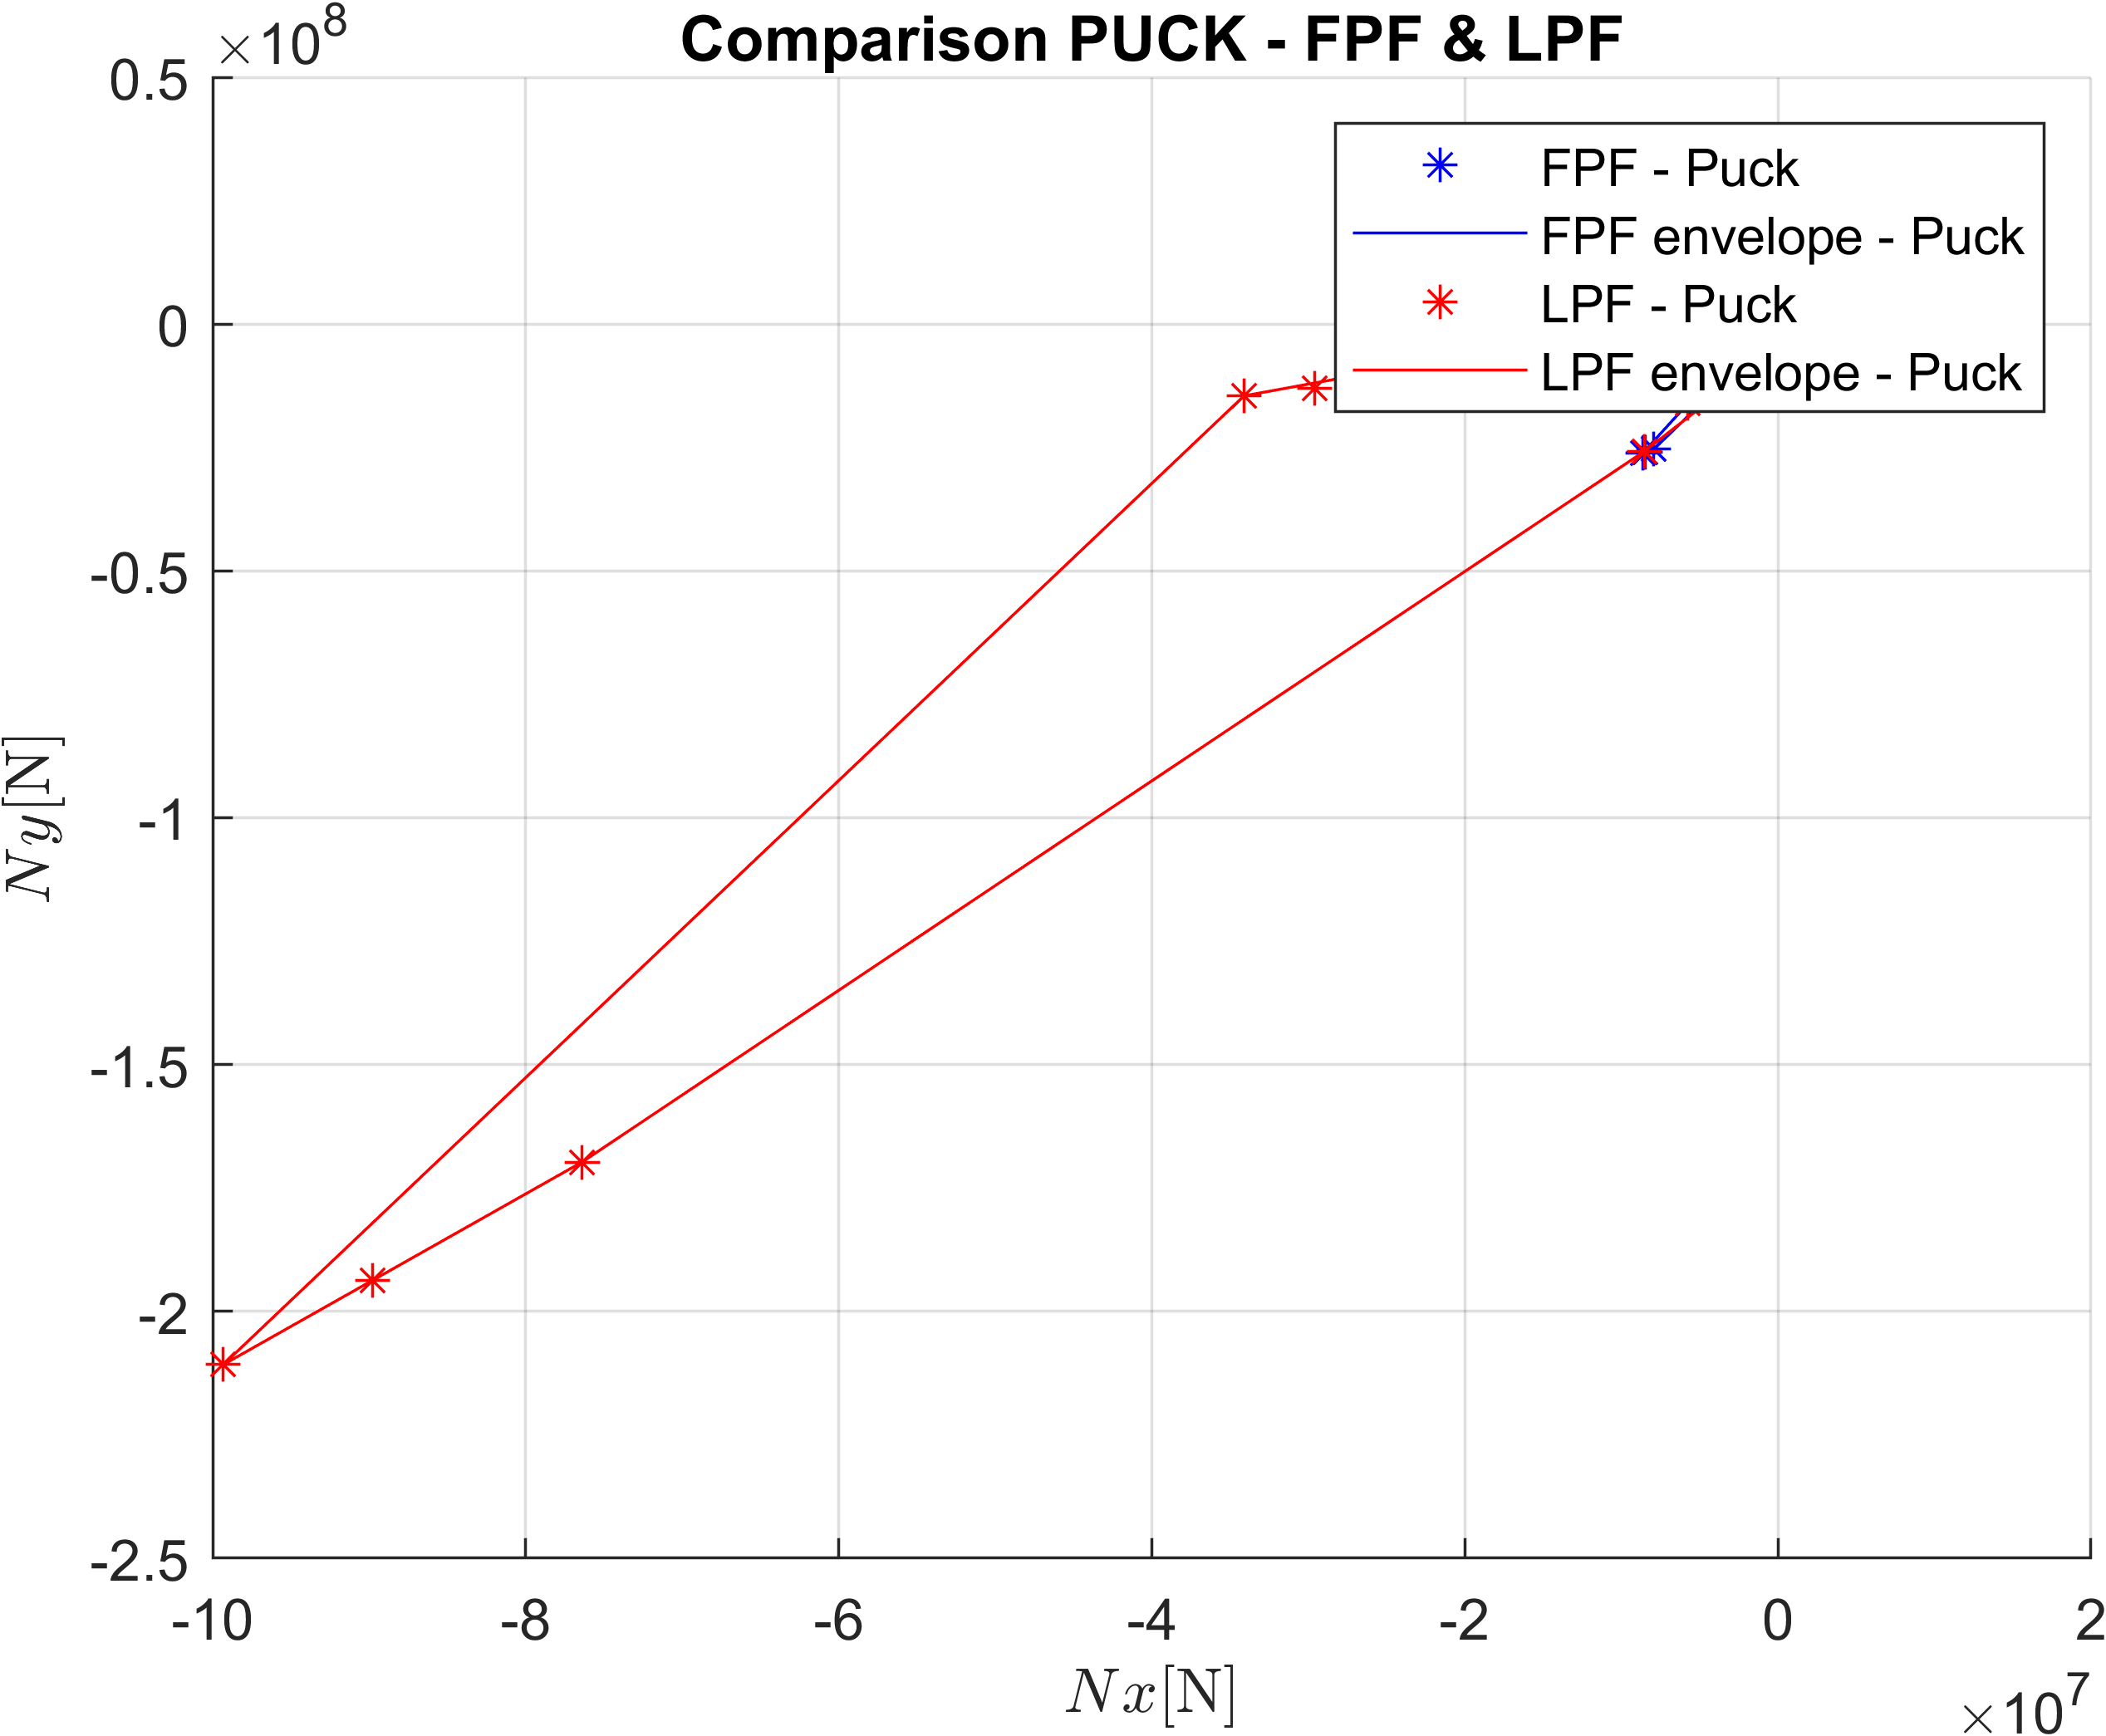 Comparison PUCK - FPF & LPF
×10^8
0.5
0
-0.5
-1
-1.5
-2
-2.5
Ny[N]
FPF - Puck
FPF envelope - Puck
LPF - Puck
LPF envelope - Puck
-10 -8 -6 -4 -2 0 2
Nx[N]
×10^7